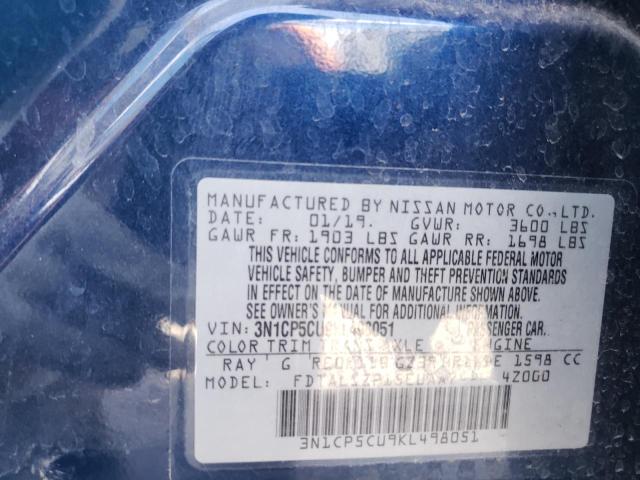 MANUFACTURED BY NISSAN MOTOR CO., LTD.
DATE: 01/19. GVWR: 3600 LBS
GAWR FR: 1903 LBS GAWR RR: 1698 LBS
THIS VEHICLE CONFORMS TO ALL APPLICABLE FEDERAL MOTOR
VEHICLE SAFETY, BUMPER AND THEFT PREVENTION STANDARDS
IN EFFECT ON THE DATE OF MANUFACTURE SHOWN ABOVE.
SEE OWNER'S MANUAL FOR ADDITIONAL INFORMATION.
VIN: PASSENGER CAR.
COLOR TRIM ENGINE
RAY G 1598 CC
MODEL: 4Z000
3N1CP5CU9KL498051